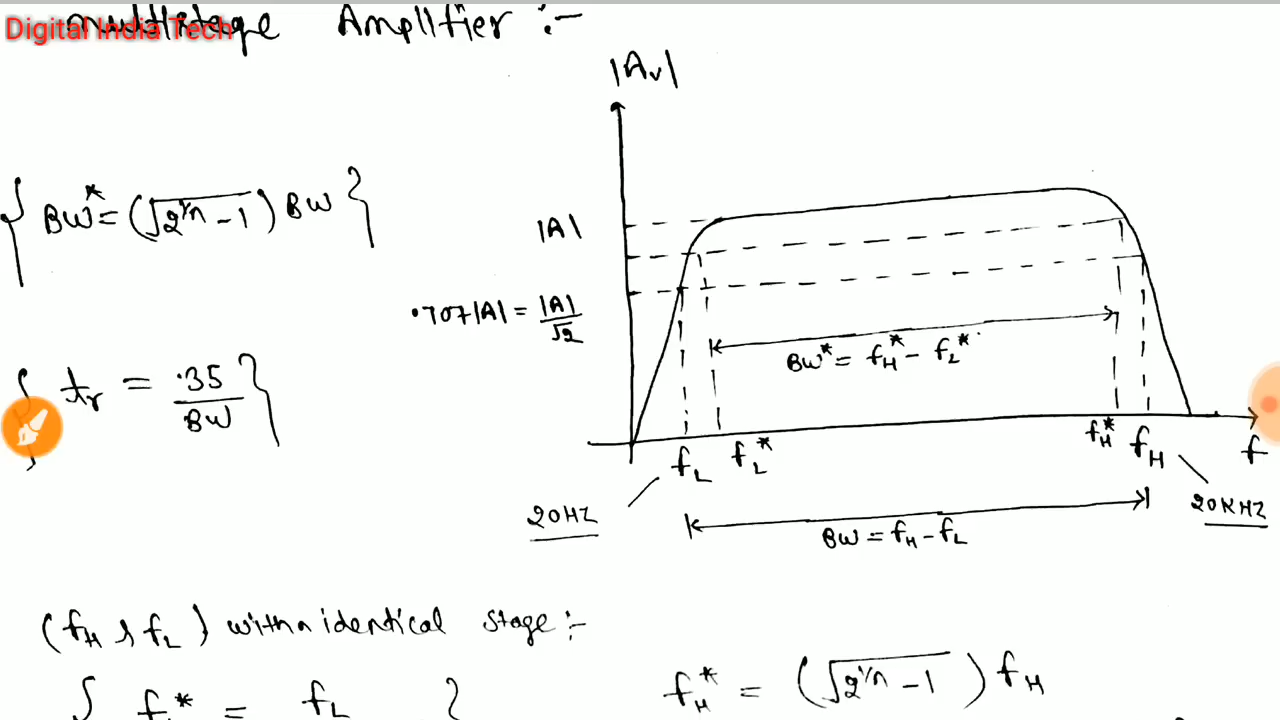 Multistage Amplifier :-
Digital India Tech
|Av|
{ BW* = (√2^1/n - 1) BW }
|A|
.707|A| = |A|/√2
{ tr = .35/BW }
BW* = fH* - fL*
fL fL* fH* fH f
20HZ 20KHZ
BW = fH - fL
(fH & fL) with n identical stage :-
fL* = fL
fH* = (√2^1/n - 1) fH